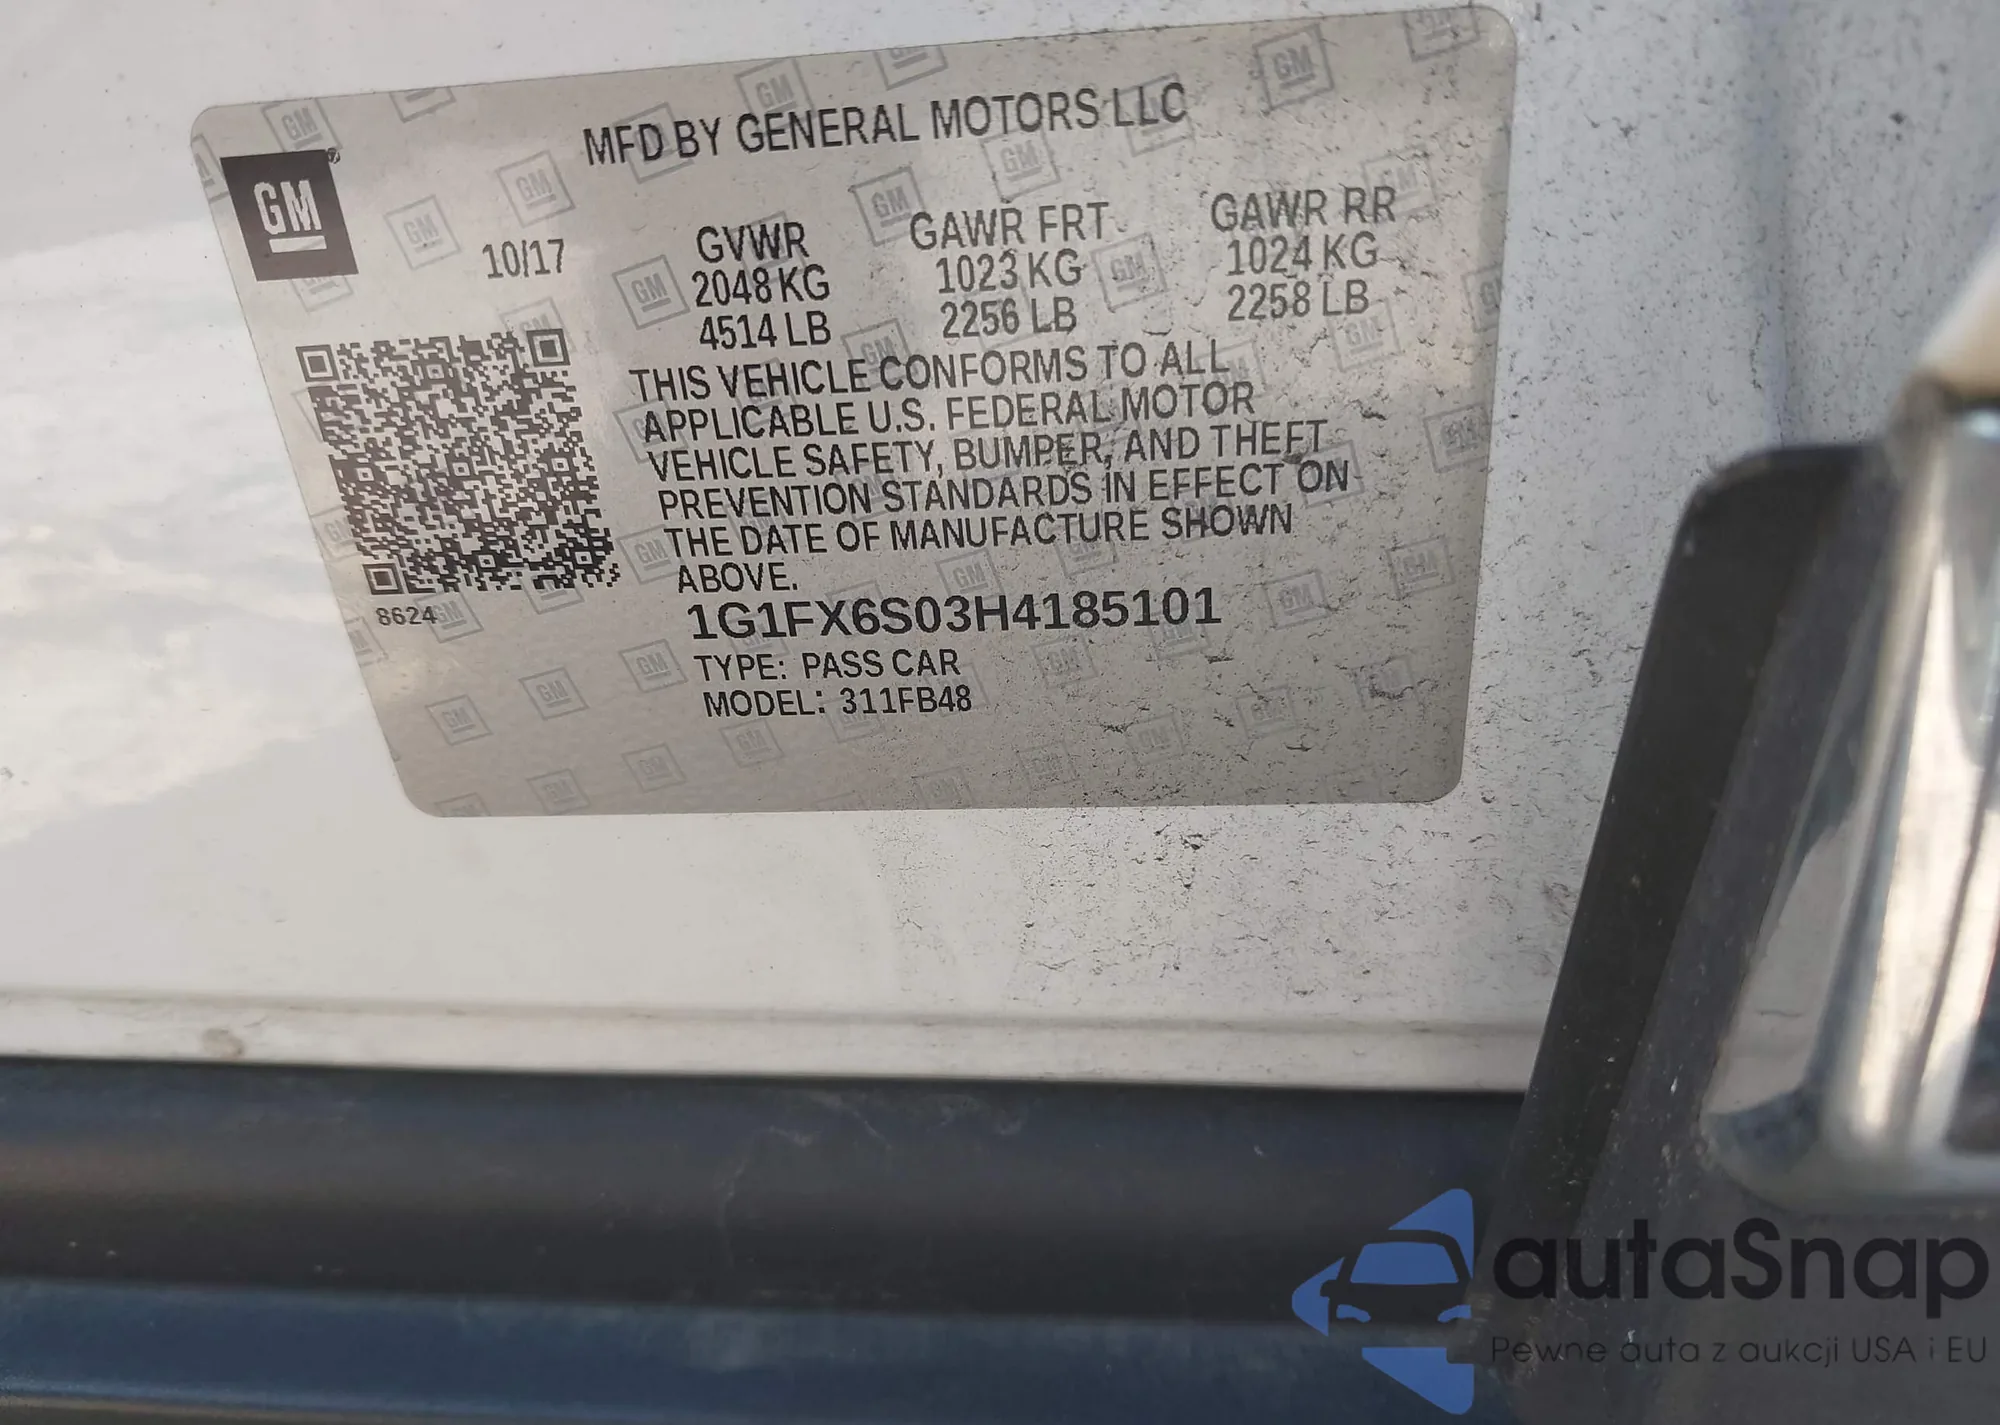 MFD BY GENERAL MOTORS LLC
GM
10/17
GVWR GAWR FRT GAWR RR
2048 KG 1023 KG 1024 KG
4514 LB 2256 LB 2258 LB
THIS VEHICLE CONFORMS TO ALL
APPLICABLE U.S. FEDERAL MOTOR
VEHICLE SAFETY, BUMPER, AND THEFT
PREVENTION STANDARDS IN EFFECT ON
THE DATE OF MANUFACTURE SHOWN
ABOVE.
8624
1G1FX6S03H4185101
TYPE: PASS CAR
MODEL: 311FB48
autaSnap
Pewne auta z aukcji USA i EU